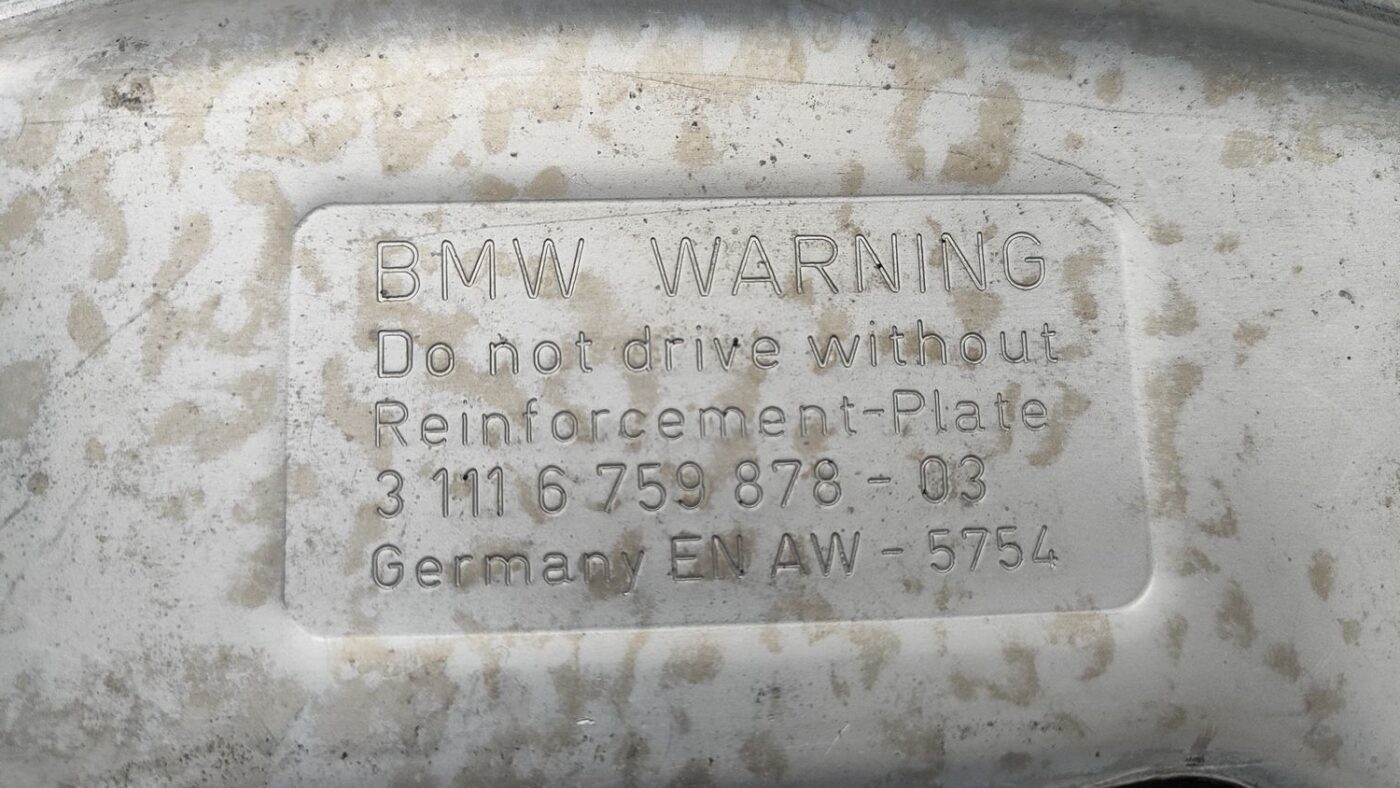 BMW WARNING
Do not drive without
Reinforcement-Plate
3 111 6 759 878 - 03
Germany EN AW - 5754